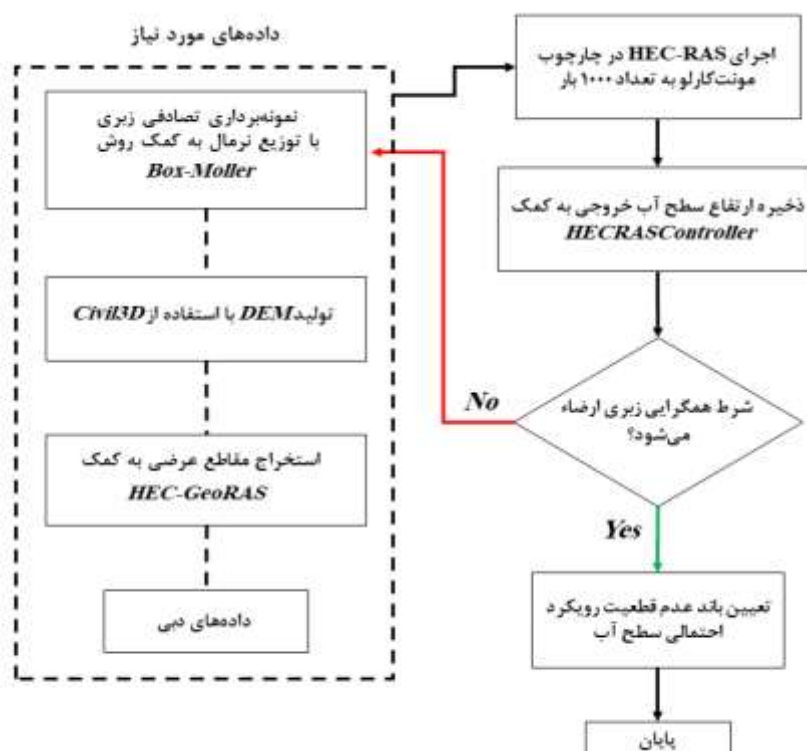 داده‌های مورد نیاز
نمونه‌برداری تصادفی زبری
با توزیع نرمال به کمک روش
Box-Moller
تولید DEM با استفاده از Civil3D
استخراج مقاطع عرضی به کمک
HEC-GeoRAS
داده‌های دبی
اجرای HEC-RAS در چارچوب
مونت‌کارلو به تعداد ۱۰۰۰ بار
ذخیره ارتفاع سطح آب خروجی به کمک
HECRASController
شرط همگرایی زبری ارضاء
می‌شود؟
No
Yes
تعیین باند عدم قطعیت رویکرد
احتمالی سطح آب
پایان